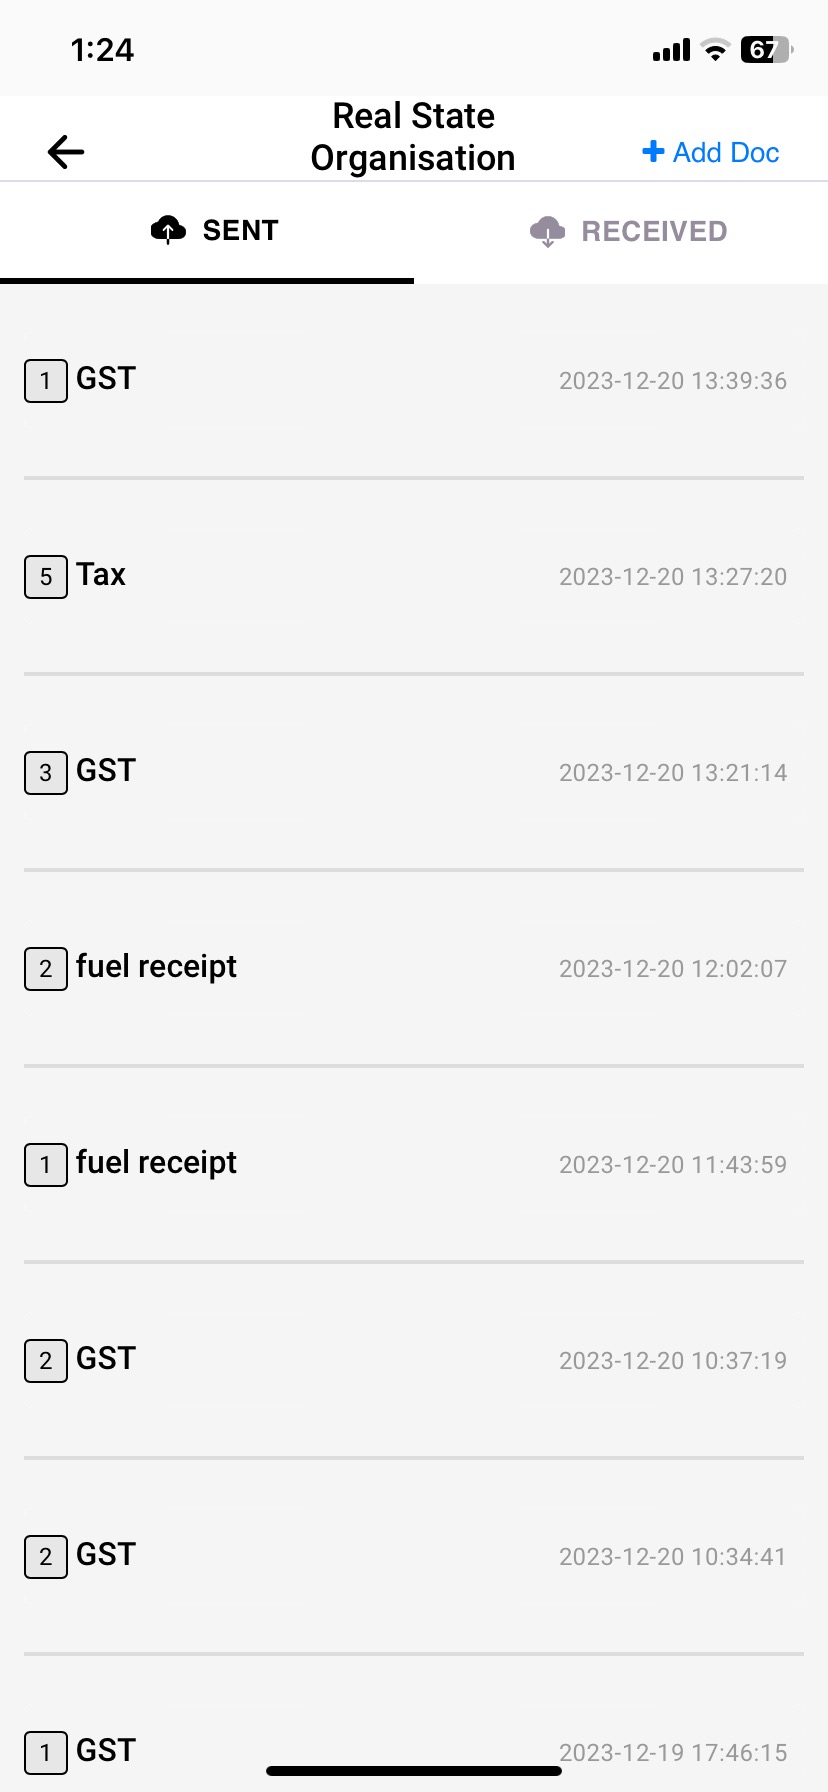 1:24
67
Real State
Organisation
Add Doc
SENT
RECEIVED
1 GST 2023-12-20 13:39:36
5 Tax 2023-12-20 13:27:20
3 GST 2023-12-20 13:21:14
2 fuel receipt 2023-12-20 12:02:07
1 fuel receipt 2023-12-20 11:43:59
2 GST 2023-12-20 10:37:19
2 GST 2023-12-20 10:34:41
1 GST 2023-12-19 17:46:15